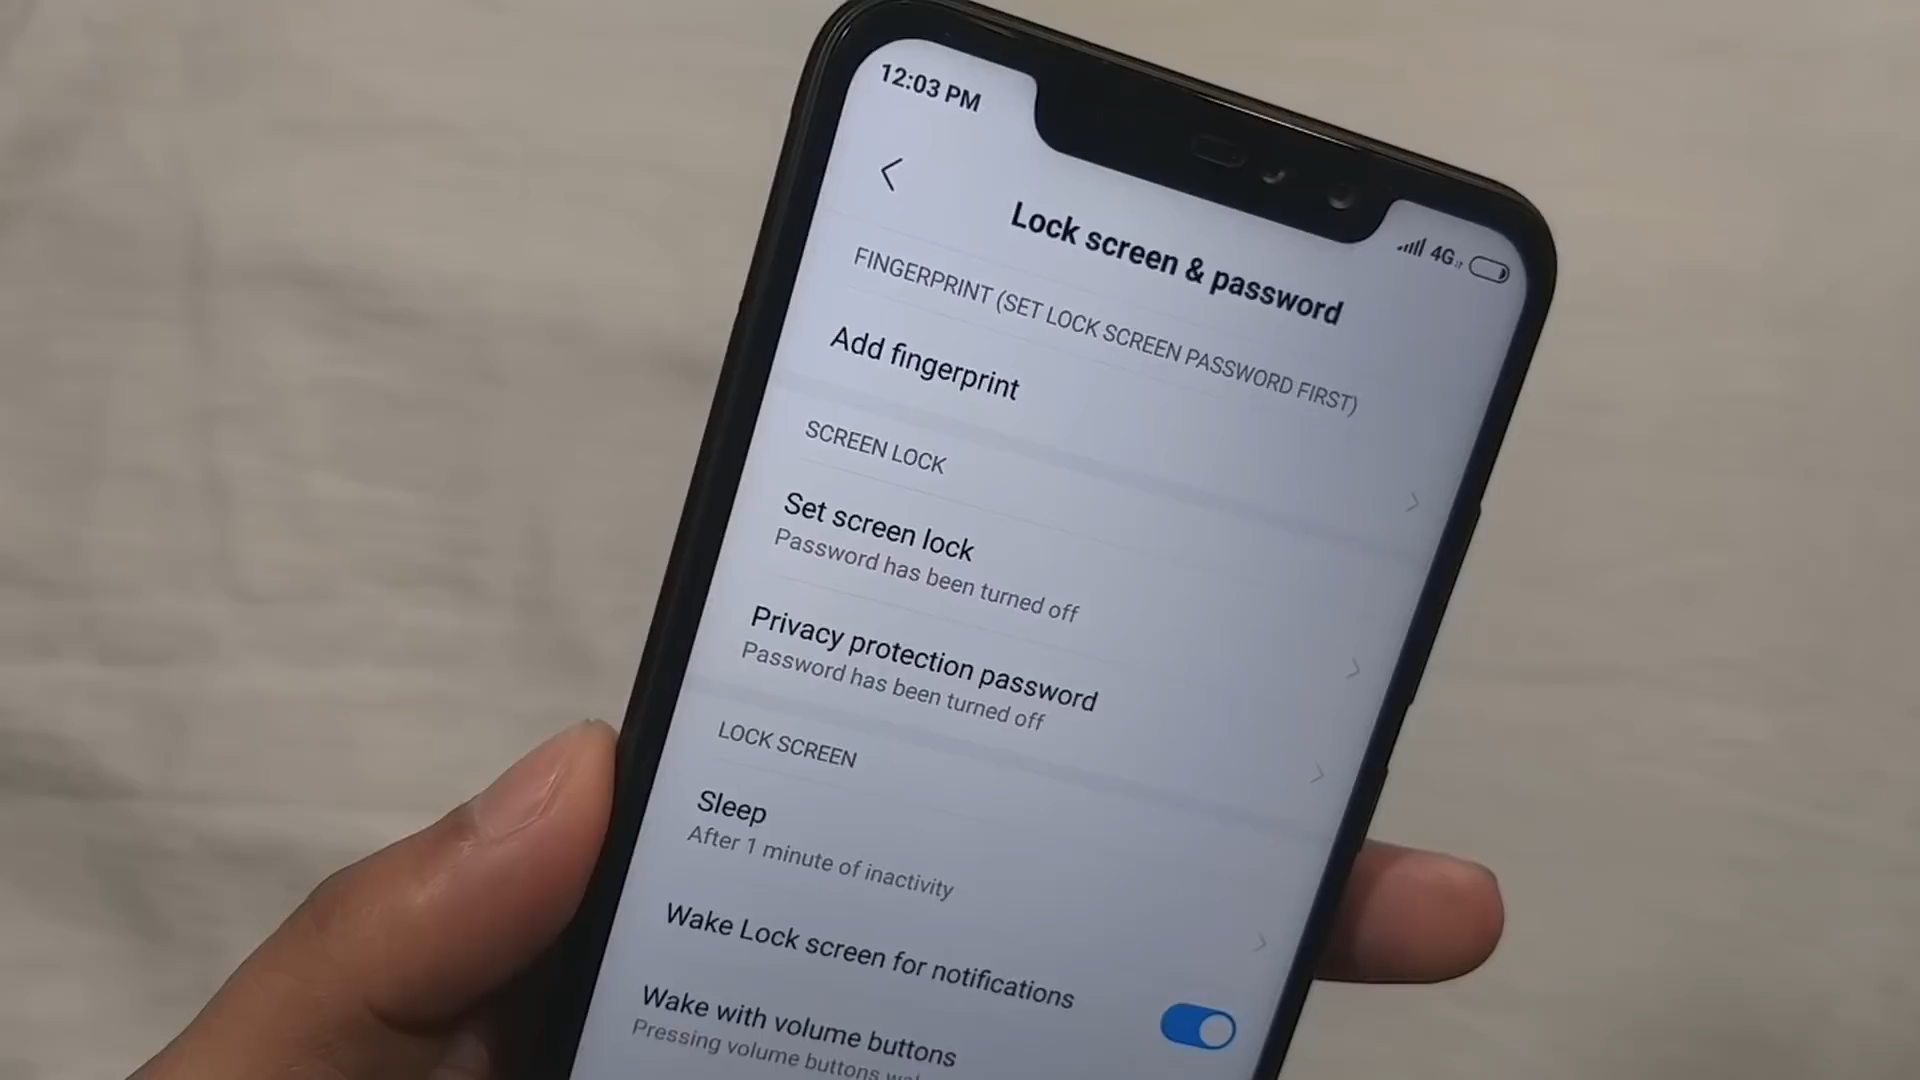 12:03 PM
4G
Lock screen & password
FINGERPRINT (SET LOCK SCREEN PASSWORD FIRST)
Add fingerprint
SCREEN LOCK
Set screen lock
Password has been turned off
Privacy protection password
Password has been turned off
LOCK SCREEN
Sleep
After 1 minute of inactivity
Wake Lock screen for notifications
Wake with volume buttons
Pressing volume buttons